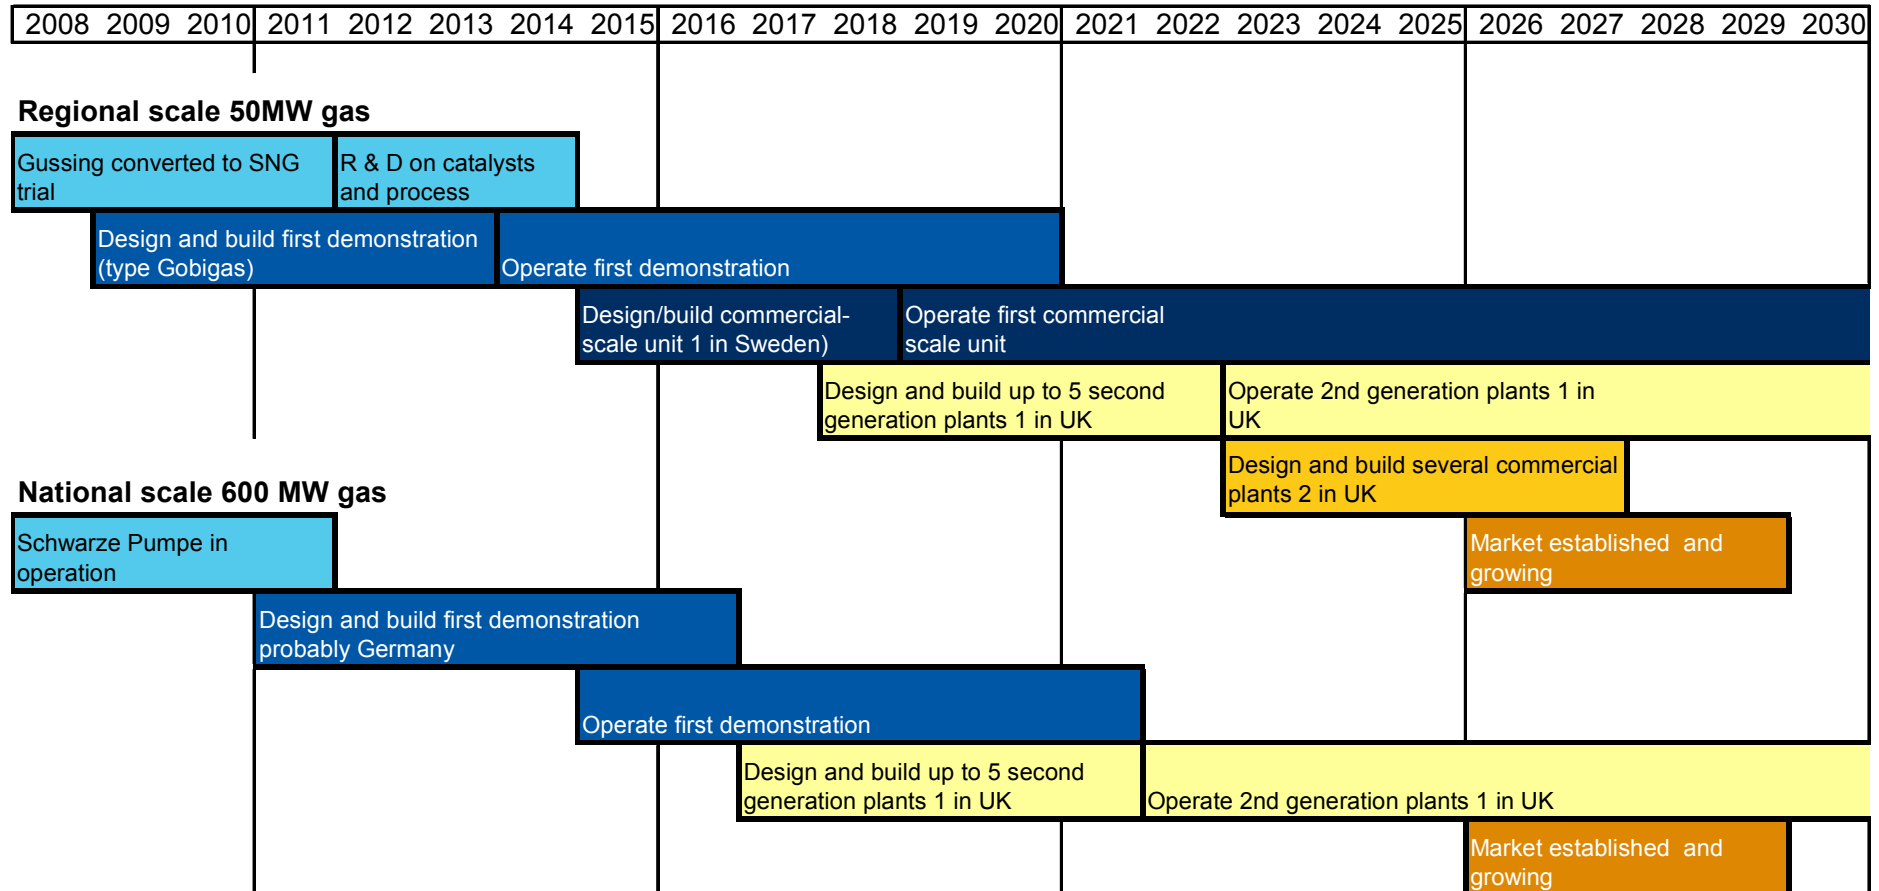 2008 2009 2010 2011 2012 2013 2014 2015 2016 2017 2018 2019 2020 2021 2022 2023 2024 2025 2026 2027 2028 2029 2030
Regional scale 50MW gas
Gussing converted to SNG
trial
R & D on catalysts
and process
Design and build first demonstration
(type Gobigas)
Operate first demonstration
Design/build commercial-
scale unit 1 in Sweden)
Operate first commercial
scale unit
Design and build up to 5 second
generation plants 1 in UK
Operate 2nd generation plants 1 in
UK
Design and build several commercial
plants 2 in UK
Market established and
growing
National scale 600 MW gas
Schwarze Pumpe in
operation
Design and build first demonstration
probably Germany
Operate first demonstration
Design and build up to 5 second
generation plants 1 in UK
Operate 2nd generation plants 1 in UK
Market established and
growing